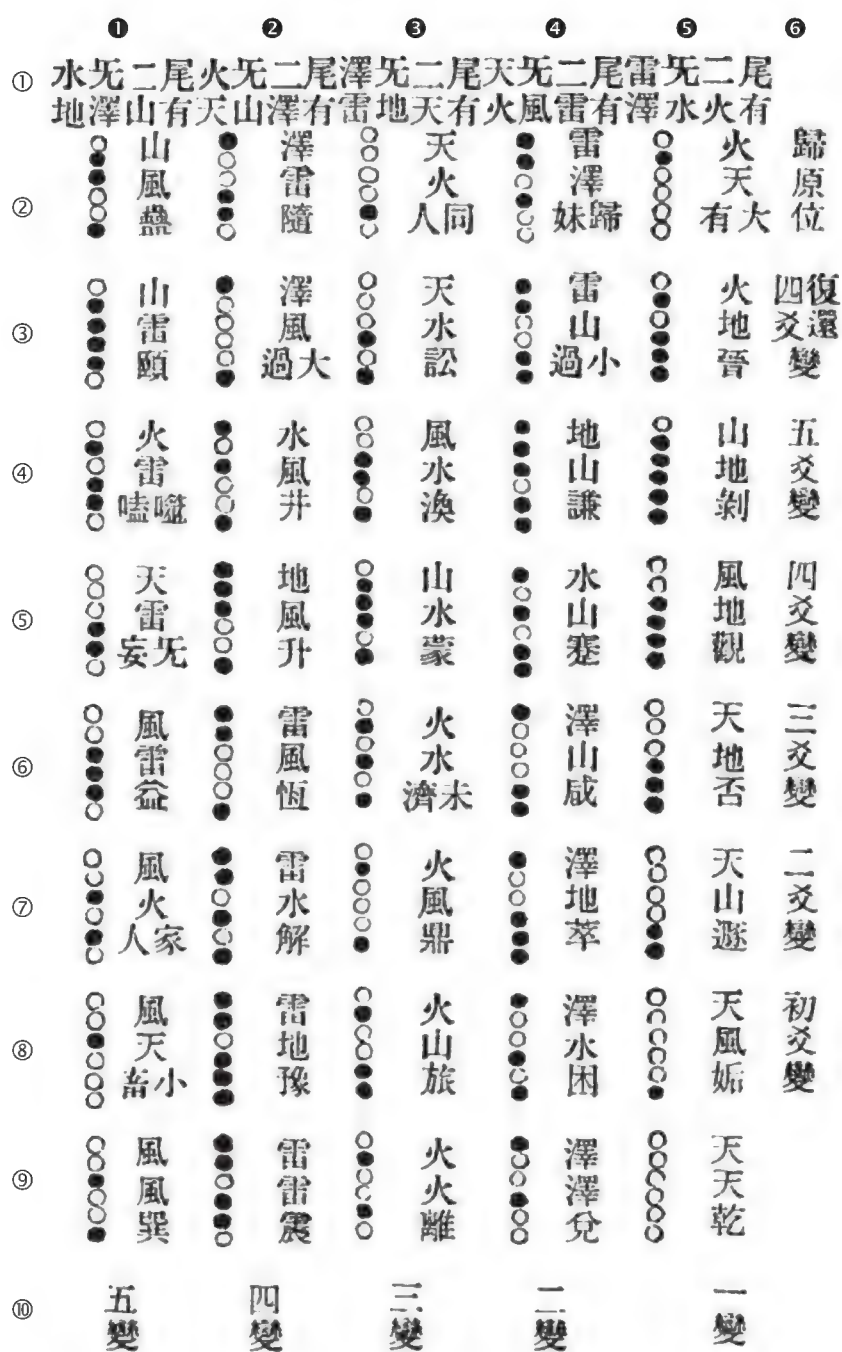 ❶ ❷ ❸ ❹ ❺ ❻
① 水旡二尾火旡二尾澤旡二尾天旡二尾雷旡二尾
地澤山有天山澤有雷地天有火風雷有澤水火有
② 山風蠱 澤雷隨 天火同人 雷澤歸妹 火天大有 歸原位
③ 山雷頤 澤風大過 天水訟 雷山小過 火地晉 復還四爻變
④ 火雷噬嗑 水風井 風水渙 地山謙 山地剝 五爻變
⑤ 天雷旡妄 地風升 山水蒙 水山蹇 風地觀 四爻變
⑥ 風雷益 雷風恆 火水未濟 澤山咸 天地否 三爻變
⑦ 風火家人 雷水解 火風鼎 澤地萃 天山遯 二爻變
⑧ 風天小畜 雷地豫 火山旅 澤水困 天風姤 初爻變
⑨ 風風巽 雷雷震 火火離 澤澤兌 天天乾
⑩ 五變 四變 三變 二變 一變